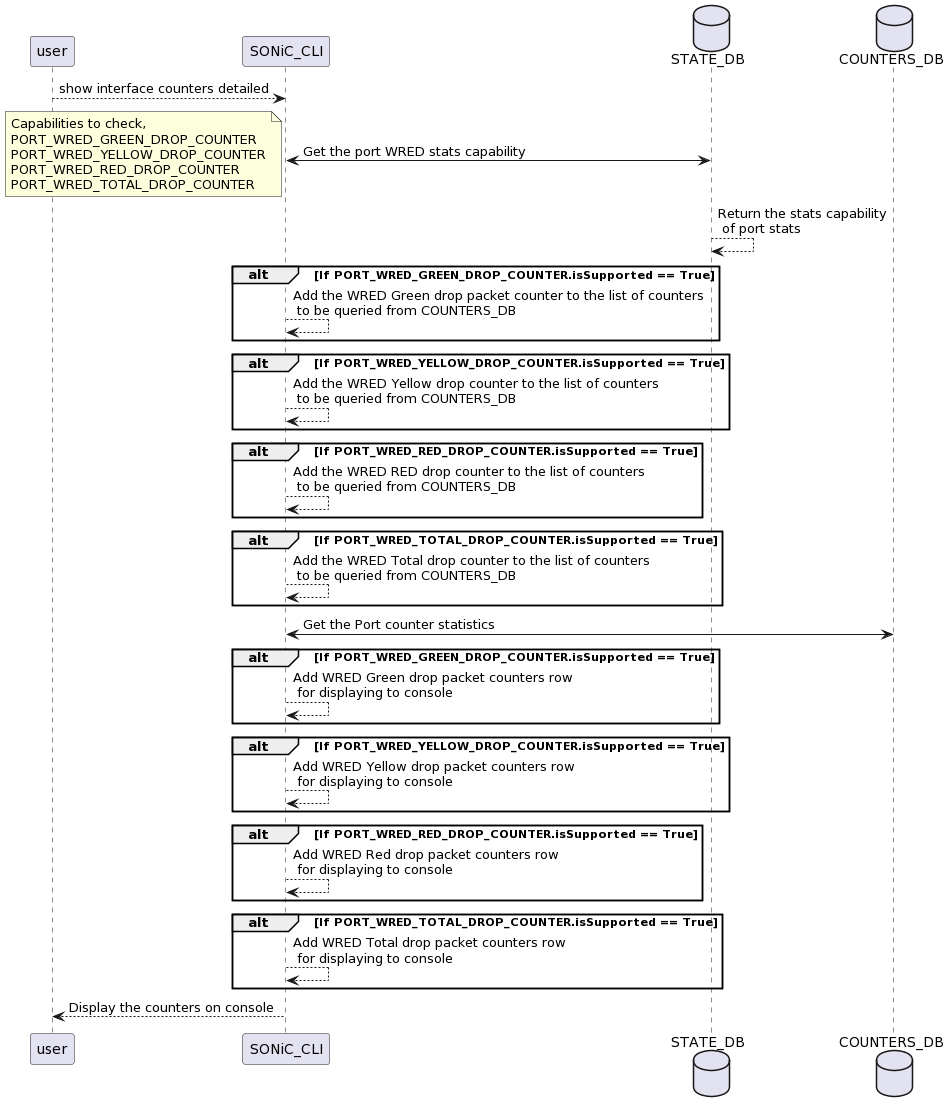 user
SONiC_CLI
STATE_DB
COUNTERS_DB
show interface counters detailed
Capabilities to check,
PORT_WRED_GREEN_DROP_COUNTER
PORT_WRED_YELLOW_DROP_COUNTER
PORT_WRED_RED_DROP_COUNTER
PORT_WRED_TOTAL_DROP_COUNTER
Get the port WRED stats capability
Return the stats capability
of port stats
alt [If PORT_WRED_GREEN_DROP_COUNTER.isSupported == True]
Add the WRED Green drop packet counter to the list of counters
to be queried from COUNTERS_DB
alt [If PORT_WRED_YELLOW_DROP_COUNTER.isSupported == True]
Add the WRED Yellow drop counter to the list of counters
to be queried from COUNTERS_DB
alt [If PORT_WRED_RED_DROP_COUNTER.isSupported == True]
Add the WRED RED drop counter to the list of counters
to be queried from COUNTERS_DB
alt [If PORT_WRED_TOTAL_DROP_COUNTER.isSupported == True]
Add the WRED Total drop counter to the list of counters
to be queried from COUNTERS_DB
Get the Port counter statistics
alt [If PORT_WRED_GREEN_DROP_COUNTER.isSupported == True]
Add WRED Green drop packet counters row
for displaying to console
alt [If PORT_WRED_YELLOW_DROP_COUNTER.isSupported == True]
Add WRED Yellow drop packet counters row
for displaying to console
alt [If PORT_WRED_RED_DROP_COUNTER.isSupported == True]
Add WRED Red drop packet counters row
for displaying to console
alt [If PORT_WRED_TOTAL_DROP_COUNTER.isSupported == True]
Add WRED Total drop packet counters row
for displaying to console
Display the counters on console
user
SONiC_CLI
STATE_DB
COUNTERS_DB